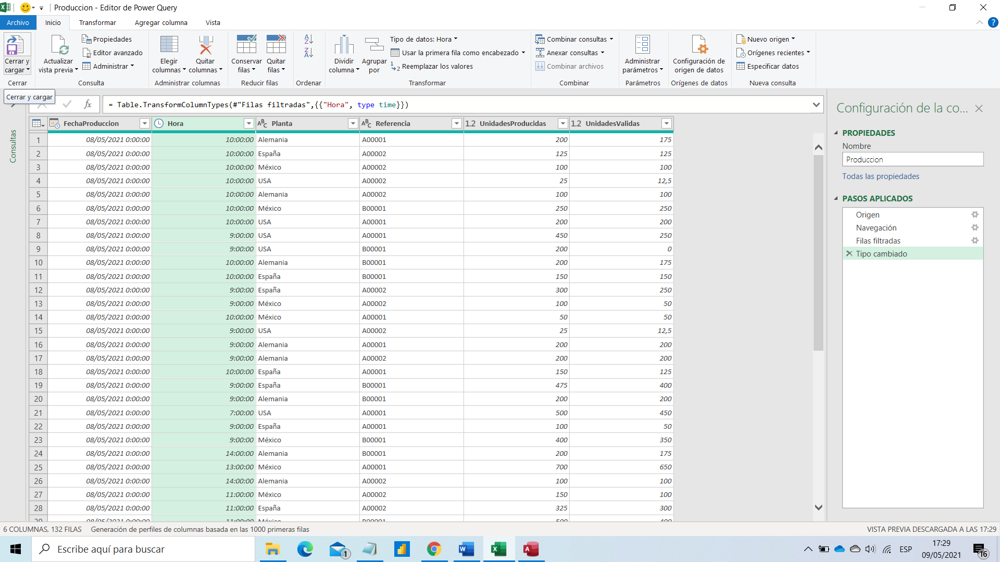 Produccion - Editor de Power Query
Archivo Inicio Transformar Agregar columna Vista
Cerrar y cargar
Cerrar
Actualizar vista previa
Propiedades
Editor avanzado
Administrar
Consulta
Elegir columnas
Quitar columnas
Administrar columnas
Conservar filas
Quitar filas
Reducir filas
Ordenar
Dividir columna
Agrupar por
Tipo de datos: Hora
Usar la primera fila como encabezado
Reemplazar los valores
Transformar
Combinar consultas
Anexar consultas
Combinar archivos
Combinar
Administrar parámetros
Parámetros
Configuración de origen de datos
Orígenes de datos
Nuevo origen
Orígenes recientes
Especificar datos
Nueva consulta
Cerrar y cargar
fx = Table.TransformColumnTypes(#"Filas filtradas",{{"Hora", type time}})
Consultas
FechaProduccion Hora ABC Planta ABC Referencia 1.2 UnidadesProducidas 1.2 UnidadesValidas
1 08/05/2021 0:00:00 10:00:00 Alemania A00001 200 175
2 08/05/2021 0:00:00 10:00:00 España A00002 125 125
3 08/05/2021 0:00:00 10:00:00 México A00002 100 100
4 08/05/2021 0:00:00 10:00:00 USA A00002 25 12,5
5 08/05/2021 0:00:00 10:00:00 Alemania A00002 100 100
6 08/05/2021 0:00:00 10:00:00 México B00001 250 250
7 08/05/2021 0:00:00 10:00:00 USA A00001 200 200
8 08/05/2021 0:00:00 9:00:00 USA A00001 450 250
9 08/05/2021 0:00:00 9:00:00 USA B00001 200 0
10 08/05/2021 0:00:00 10:00:00 Alemania B00001 200 175
11 08/05/2021 0:00:00 10:00:00 España B00001 150 150
12 08/05/2021 0:00:00 9:00:00 España A00002 300 250
13 08/05/2021 0:00:00 9:00:00 México A00002 100 50
14 08/05/2021 0:00:00 10:00:00 México A00001 50 50
15 08/05/2021 0:00:00 9:00:00 USA A00002 25 12,5
16 08/05/2021 0:00:00 9:00:00 Alemania A00001 200 200
17 08/05/2021 0:00:00 9:00:00 Alemania A00002 200 200
18 08/05/2021 0:00:00 10:00:00 España A00001 150 125
19 08/05/2021 0:00:00 9:00:00 España B00001 475 400
20 08/05/2021 0:00:00 9:00:00 Alemania B00001 200 200
21 08/05/2021 0:00:00 7:00:00 USA A00001 500 450
22 08/05/2021 0:00:00 9:00:00 España A00001 100 50
23 08/05/2021 0:00:00 9:00:00 México B00001 400 350
24 08/05/2021 0:00:00 14:00:00 Alemania B00001 200 175
25 08/05/2021 0:00:00 13:00:00 México A00001 700 650
26 08/05/2021 0:00:00 14:00:00 Alemania A00002 100 100
27 08/05/2021 0:00:00 11:00:00 México A00002 150 100
28 08/05/2021 0:00:00 11:00:00 España A00002 325 300
29 08/05/2021 0:00:00 11:00:00 México B00001 500 400
Configuración de la co...
PROPIEDADES
Nombre
Produccion
Todas las propiedades
PASOS APLICADOS
Origen
Navegación
Filas filtradas
Tipo cambiado
6 COLUMNAS, 132 FILAS Generación de perfiles de columnas basada en las 1000 primeras filas VISTA PREVIA DESCARGADA A LAS 17:29
Escribe aquí para buscar
1
ESP
17:29
09/05/2021
16